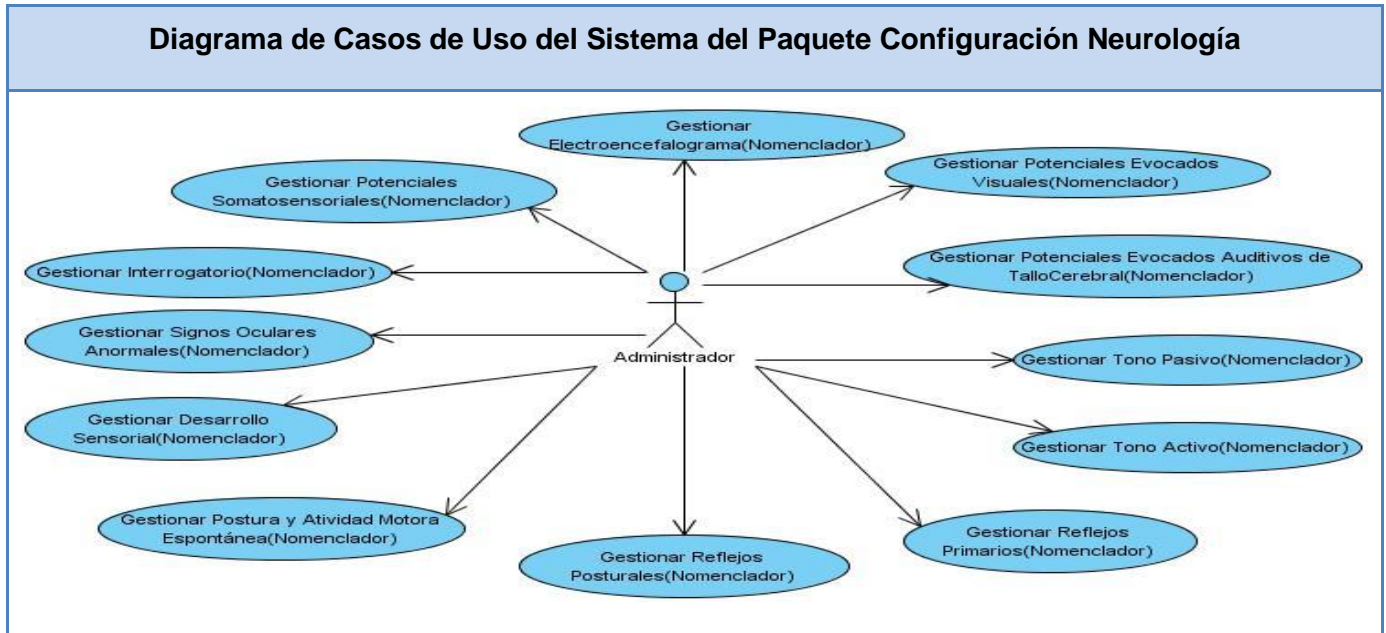 Diagrama de Casos de Uso del Sistema del Paquete Configuración Neurología
Gestionar
Electroencefalograma(Nomenclador)
Gestionar Potenciales Evocados
Visuales(Nomenclador)
Gestionar Potenciales
Somatosensoriales(Nomenclador)
Gestionar Potenciales Evocados Auditivos de
TalloCerebral(Nomenclador)
Gestionar Interrogatorio(Nomenclador)
Gestionar Signos Oculares
Anormales(Nomenclador)
Administrador
Gestionar Tono Pasivo(Nomenclador)
Gestionar Desarrollo
Sensorial(Nomenclador)
Gestionar Tono Activo(Nomenclador)
Gestionar Postura y Atividad Motora
Espontánea(Nomenclador)
Gestionar Reflejos
Primarios(Nomenclador)
Gestionar Reflejos
Posturales(Nomenclador)